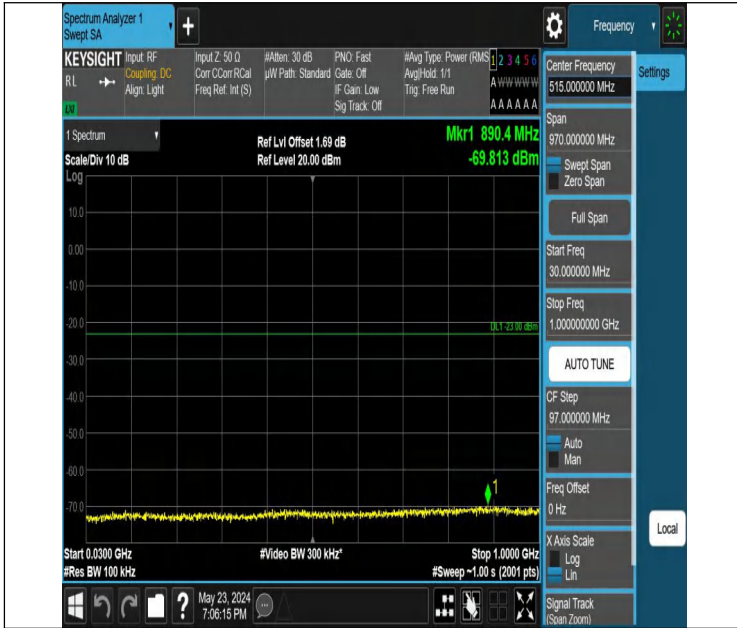 Spectrum Analyzer 1
Swept SA
+
Frequency
KEYSIGHT
RL
Input: RF
Coupling: DC
Align: Light
Input Z: 50 Ω
Corr CCorr RCal
Freq Ref: Int (S)
#Atten: 30 dB
µW Path: Standard
PNO: Fast
Gate: Off
IF Gain: Low
Sig Track: Off
#Avg Type: Power (RMS
Avg|Hold: 1/1
Trig: Free Run
1 2 3 4 5 6
A W W W W W
A A A A A A
1 Spectrum
Scale/Div 10 dB
Log
Ref Lvl Offset 1.69 dB
Ref Level 20.00 dBm
Mkr1 890.4 MHz
-69.813 dBm
10.0
0.00
-10.0
-20.0
DL1 -23.00 dBm
-30.0
-40.0
-50.0
-60.0
-70.0
1
Start 0.0300 GHz
#Res BW 100 kHz
#Video BW 300 kHz*
Stop 1.0000 GHz
#Sweep ~1.00 s (2001 pts)
?
May 23, 2024
7:06:15 PM
Center Frequency
515.000000 MHz
Span
970.000000 MHz
Swept Span
Zero Span
Full Span
Start Freq
30.000000 MHz
Stop Freq
1.000000000 GHz
AUTO TUNE
CF Step
97.000000 MHz
Auto
Man
Freq Offset
0 Hz
X Axis Scale
Log
Lin
Signal Track
(Span Zoom)
Settings
Local